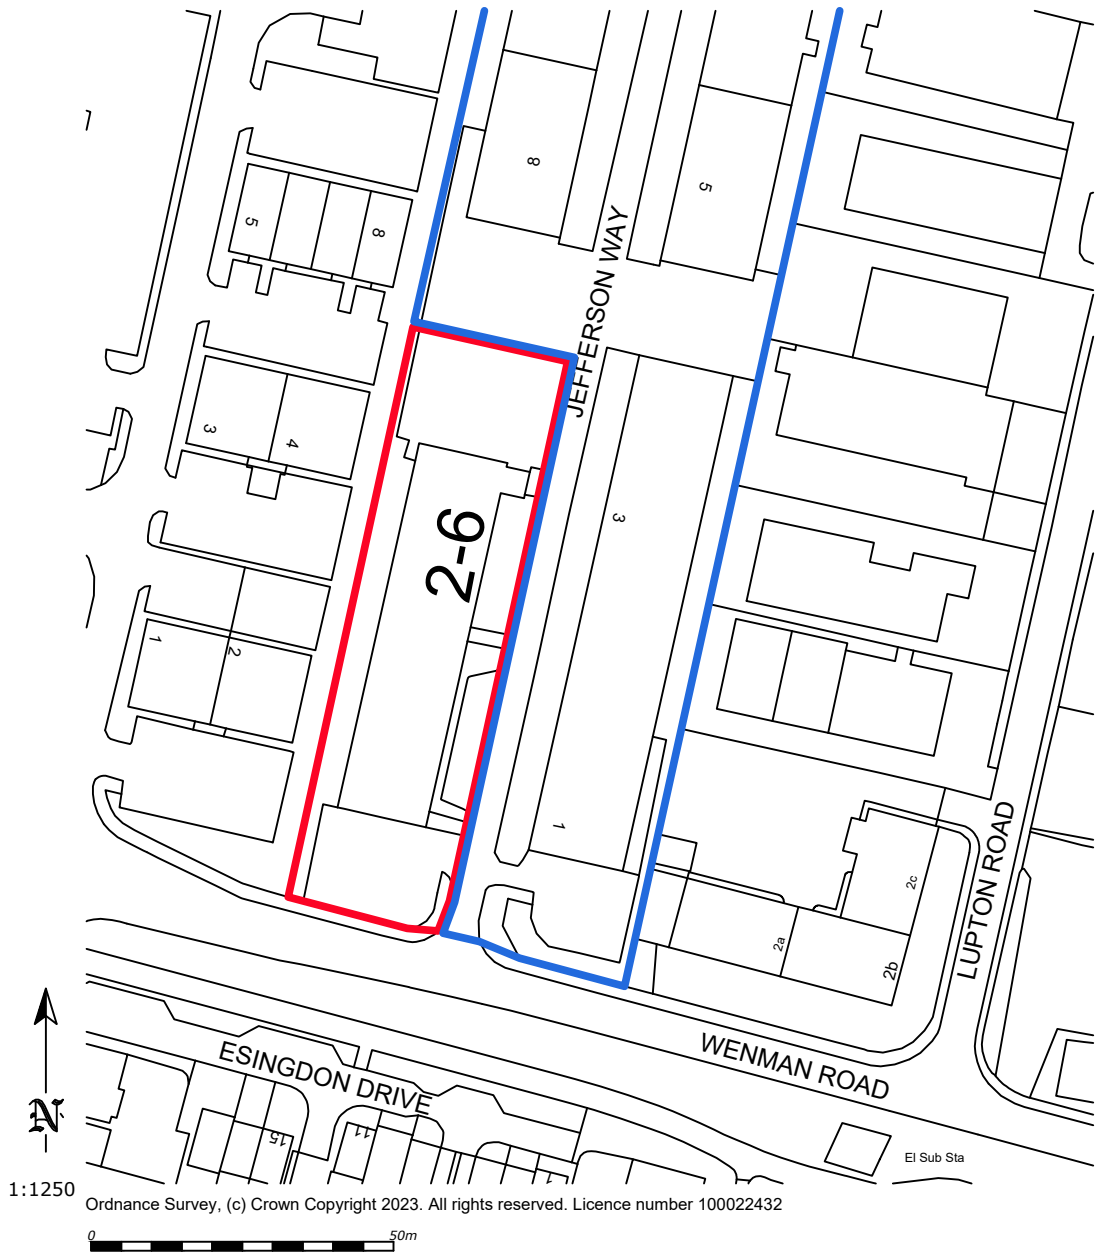 8
5
JEFFERSON WAY
5
8
3
4
2-6
3
1
2
1
2c
2a
2b
LUPTON ROAD
WENMAN ROAD
ESINGDON DRIVE
15
11
El Sub Sta
N
1:1250
Ordnance Survey, (c) Crown Copyright 2023. All rights reserved. Licence number 100022432
0 50m